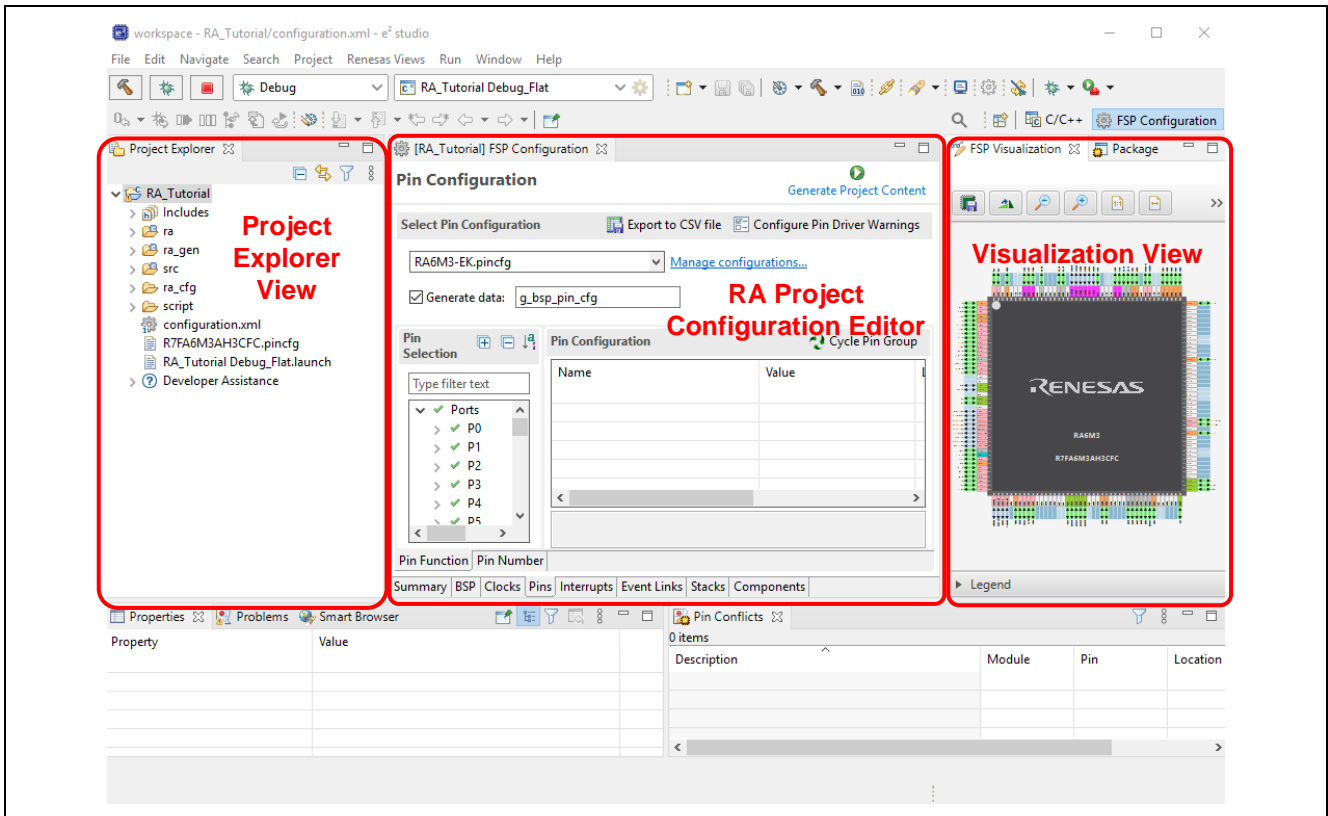 workspace - RA_Tutorial/configuration.xml - e² studio
File Edit Navigate Search Project Renesas Views Run Window Help
Debug
RA_Tutorial Debug_Flat
C/C++
FSP Configuration
Project Explorer
RA_Tutorial
Includes
ra
ra_gen
src
ra_cfg
script
configuration.xml
R7FA6M3AH3CFC.pincfg
RA_Tutorial Debug_Flat.launch
Developer Assistance
Project
Explorer
View
[RA_Tutorial] FSP Configuration
Pin Configuration
Generate Project Content
Select Pin Configuration
Export to CSV file
Configure Pin Driver Warnings
RA6M3-EK.pincfg
Manage configurations...
Generate data:
g_bsp_pin_cfg
RA Project
Configuration Editor
Pin
Selection
Pin Configuration
Cycle Pin Group
Type filter text
Name
Value
Ports
P0
P1
P2
P3
P4
P5
Pin Function Pin Number
Summary BSP Clocks Pins Interrupts Event Links Stacks Components
FSP Visualization
Package
Visualization View
RENESAS
RA6M3
R7FA6M3AH3CFC
Legend
Properties
Problems
Smart Browser
Property
Value
Pin Conflicts
0 items
Description
Module
Pin
Location